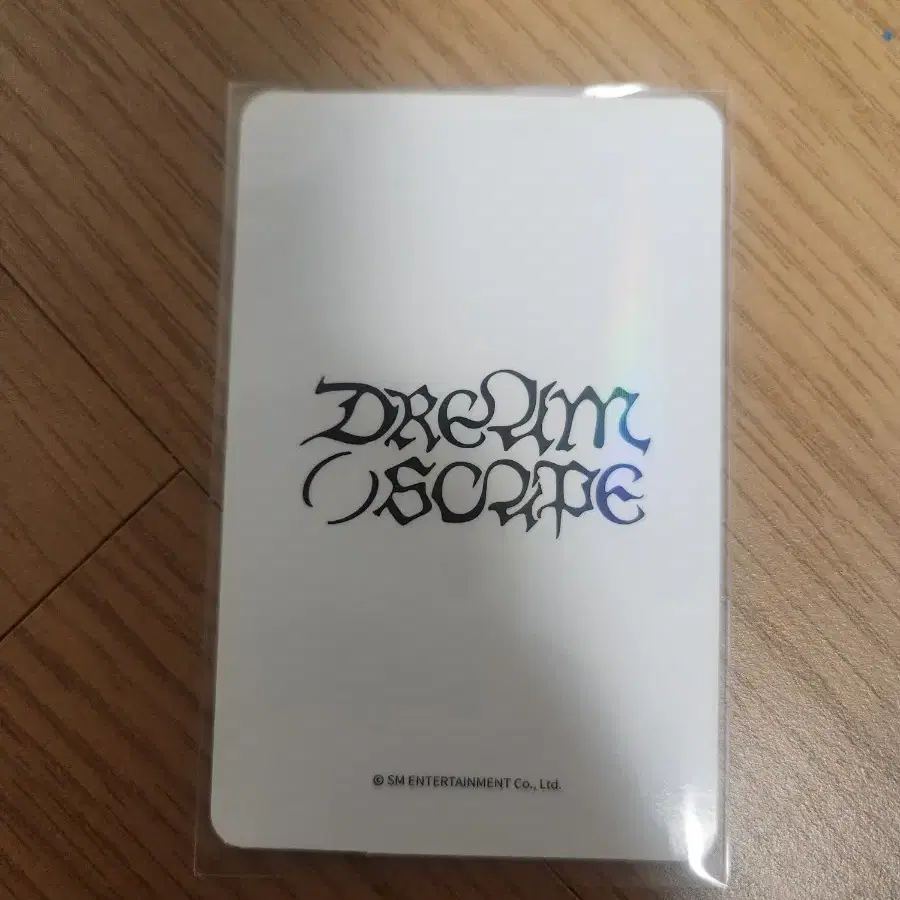 DREAM
( )SCAPE
© SM ENTERTAINMENT Co., Ltd.